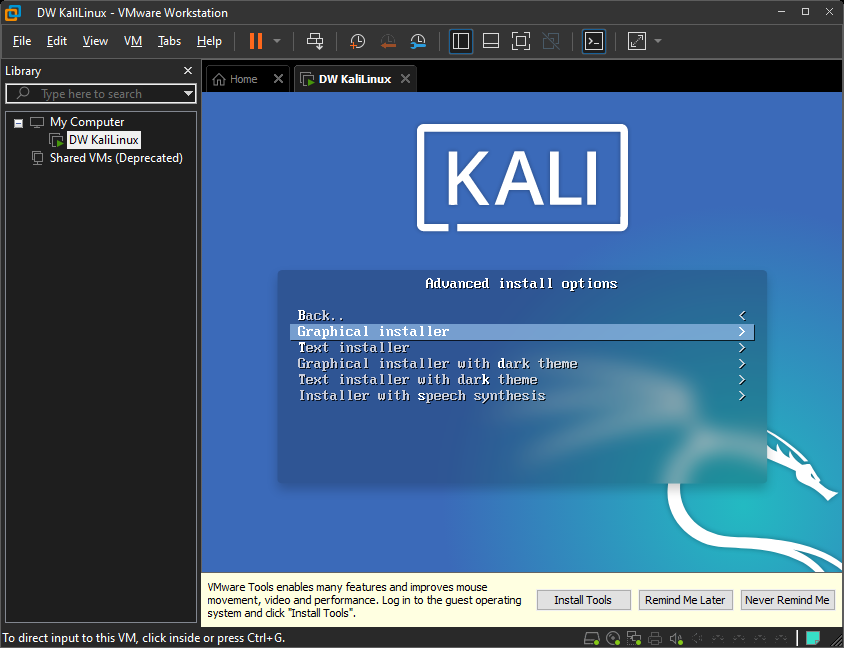 DW KaliLinux - VMware Workstation
File Edit View VM Tabs Help
Library
Type here to search
My Computer
DW KaliLinux
Shared VMs (Deprecated)
Home
DW KaliLinux
KALI
Advanced install options
Back..
Graphical installer
Text installer
Graphical installer with dark theme
Text installer with dark theme
Installer with speech synthesis
VMware Tools enables many features and improves mouse
movement, video and performance. Log in to the guest operating
system and click "Install Tools".
Install Tools
Remind Me Later
Never Remind Me
To direct input to this VM, click inside or press Ctrl+G.